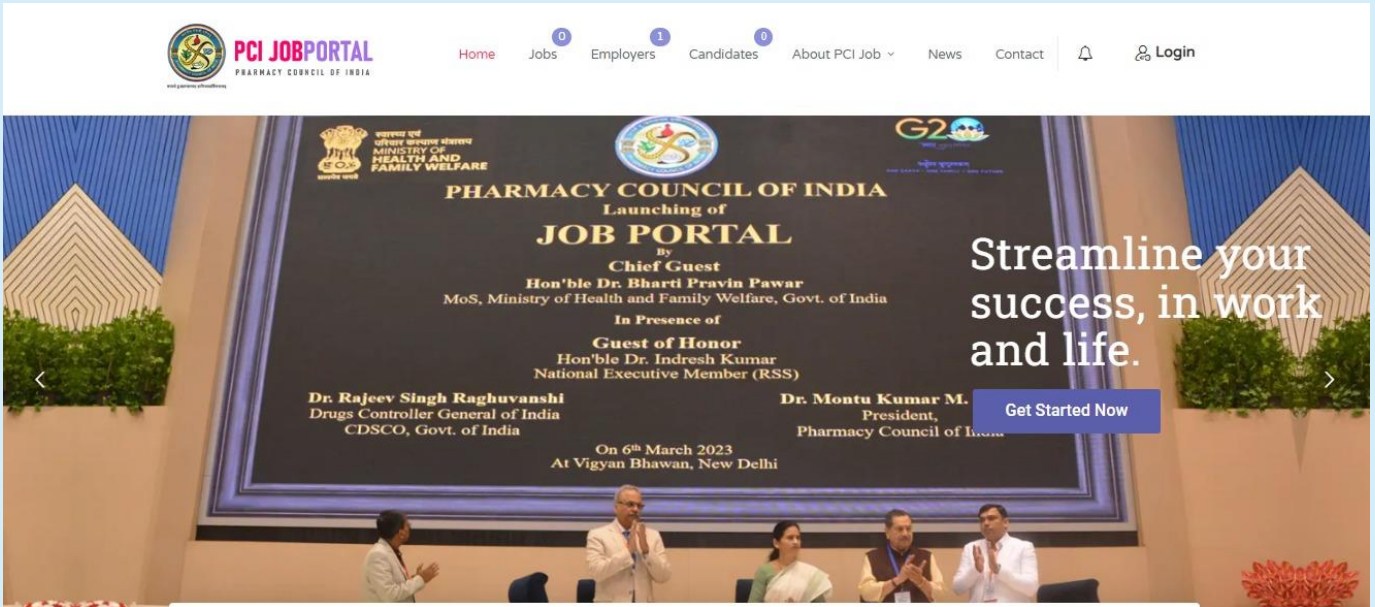 PCI JOBPORTAL
PHARMACY COUNCIL OF INDIA
Home
Jobs
0
Employers
1
Candidates
0
About PCI Job
News
Contact
Login
स्वास्थ्य एवं
परिवार कल्याण मंत्रालय
MINISTRY OF
HEALTH AND
FAMILY WELFARE
सत्यमेव जयते
G20
PHARMACY COUNCIL OF INDIA
Launching of
JOB PORTAL
By
Chief Guest
Hon'ble Dr. Bharti Pravin Pawar
MoS, Ministry of Health and Family Welfare, Govt. of India
In Presence of
Guest of Honor
Hon'ble Dr. Indresh Kumar
National Executive Member (RSS)
Dr. Rajeev Singh Raghuvanshi
Drugs Controller General of India
CDSCO, Govt. of India
Dr. Montu Kumar M.
President,
Pharmacy Council of India
On 6th March 2023
At Vigyan Bhawan, New Delhi
Streamline your
success, in work
and life.
Get Started Now